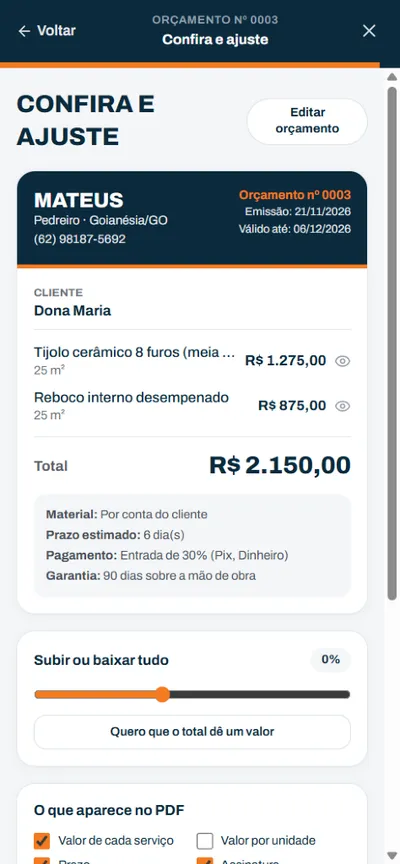 Voltar
ORÇAMENTO Nº 0003
Confira e ajuste
CONFIRA E
AJUSTE
Editar
orçamento
MATEUS
Pedreiro · Goianésia/GO
(62) 98187-5692
Orçamento nº 0003
Emissão: 21/11/2026
Válido até: 06/12/2026
CLIENTE
Dona Maria
Tijolo cerâmico 8 furos (meia ...
25 m²
R$ 1.275,00
Reboco interno desempenado
25 m²
R$ 875,00
Total
R$ 2.150,00
Material: Por conta do cliente
Prazo estimado: 6 dia(s)
Pagamento: Entrada de 30% (Pix, Dinheiro)
Garantia: 90 dias sobre a mão de obra
Subir ou baixar tudo
0%
Quero que o total dê um valor
O que aparece no PDF
Valor de cada serviço
Valor por unidade
Prazo
Assinatura